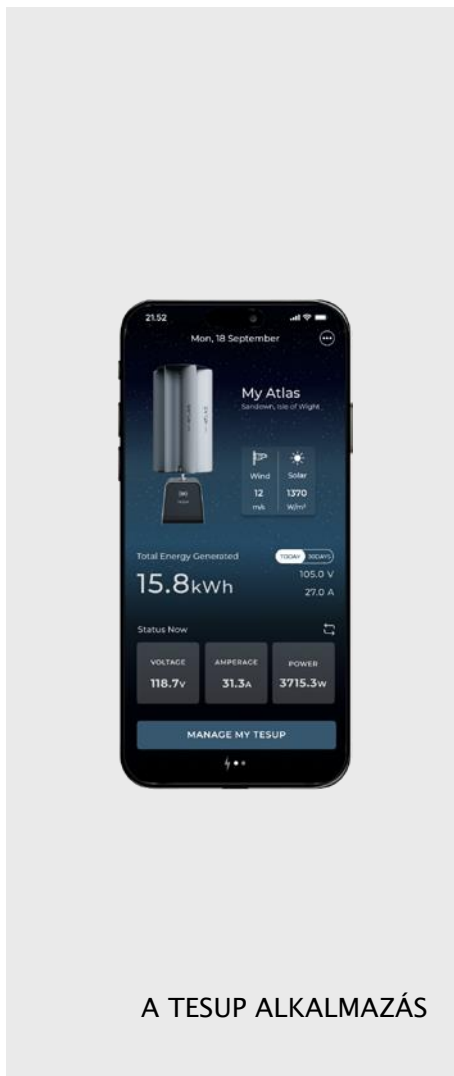 21.52
Mon, 18 September
My Atlas
Sandown, Isle of Wight
Wind Solar
12 1370
m/s W/m²
Total Energy Generated
TODAY 30DAYS
15.8kWh
105.0 V
27.0 A
Status Now
VOLTAGE AMPERAGE POWER
118.7V 31.3A 3715.3W
MANAGE MY TESUP
A TESUP ALKALMAZÁS